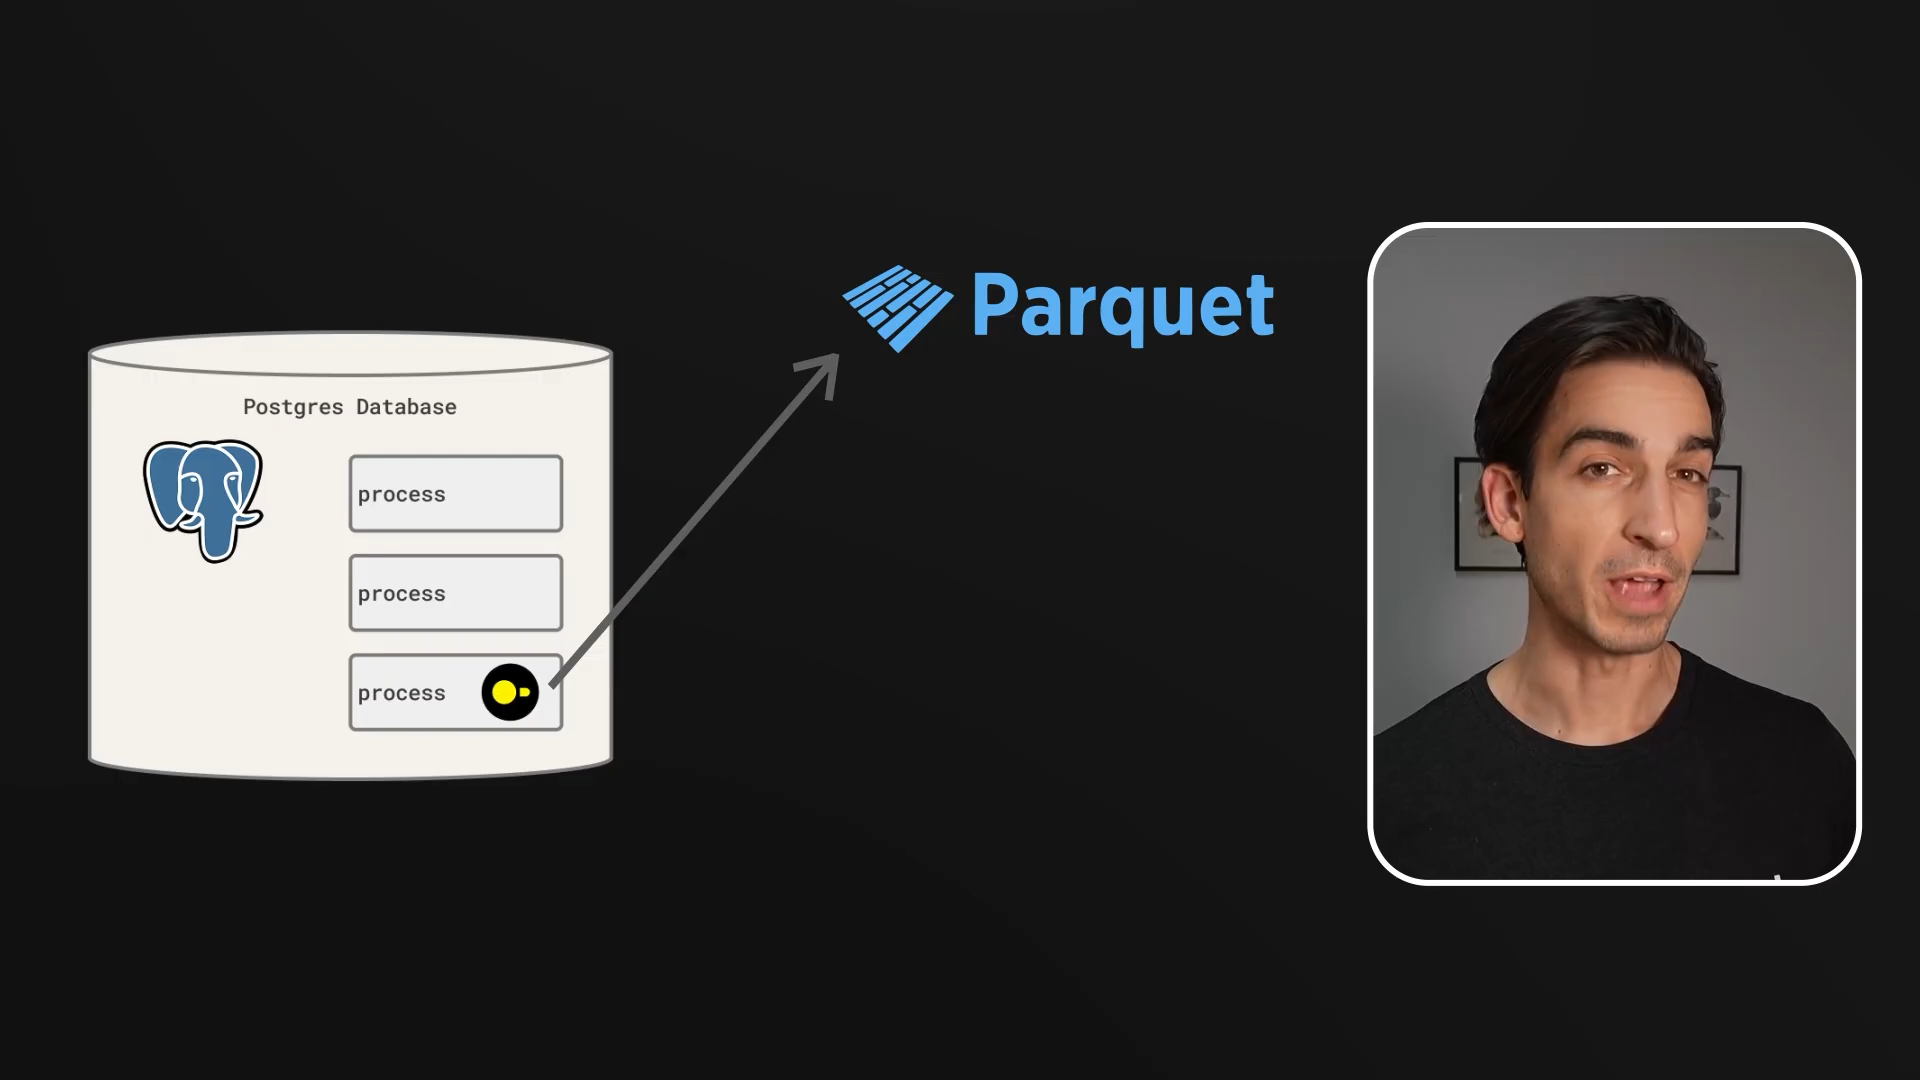 Parquet
Postgres Database
process
process
process